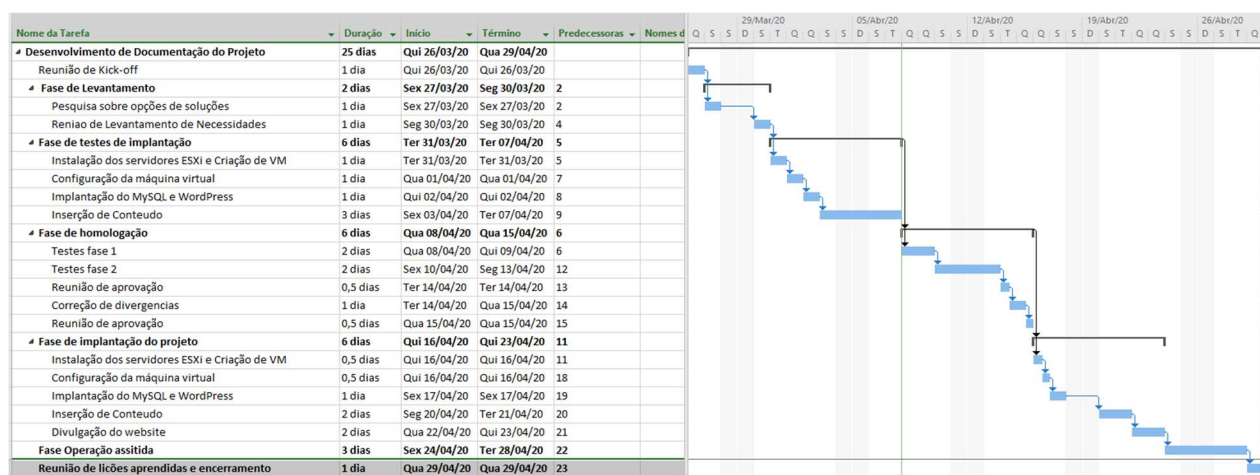 29/Mar/20 05/Abr/20 12/Abr/20 19/Abr/20 26/Abr/20
Nome da Tarefa Duração Início Término Predecessoras Nomes d Q S S D S T Q Q S S D S T Q Q S S D S T Q Q S S D S T Q Q S S D S T Q
Desenvolvimento de Documentação do Projeto 25 dias Qui 26/03/20 Qua 29/04/20
Reunião de Kick-off 1 dia Qui 26/03/20 Qui 26/03/20
Fase de Levantamento 2 dias Sex 27/03/20 Seg 30/03/20 2
Pesquisa sobre opções de soluções 1 dia Sex 27/03/20 Sex 27/03/20 2
Reniao de Levantamento de Necessidades 1 dia Seg 30/03/20 Seg 30/03/20 4
Fase de testes de implantação 6 dias Ter 31/03/20 Ter 07/04/20 5
Instalação dos servidores ESXi e Criação de VM 1 dia Ter 31/03/20 Ter 31/03/20 5
Configuração da máquina virtual 1 dia Qua 01/04/20 Qua 01/04/20 7
Implantação do MySQL e WordPress 1 dia Qui 02/04/20 Qui 02/04/20 8
Inserção de Conteudo 3 dias Sex 03/04/20 Ter 07/04/20 9
Fase de homologação 6 dias Qua 08/04/20 Qua 15/04/20 6
Testes fase 1 2 dias Qua 08/04/20 Qui 09/04/20 6
Testes fase 2 2 dias Sex 10/04/20 Seg 13/04/20 12
Reunião de aprovação 0,5 dias Ter 14/04/20 Ter 14/04/20 13
Correção de divergencias 1 dia Ter 14/04/20 Qua 15/04/20 14
Reunião de aprovação 0,5 dias Qua 15/04/20 Qua 15/04/20 15
Fase de implantação do projeto 6 dias Qui 16/04/20 Qui 23/04/20 11
Instalação dos servidores ESXi e Criação de VM 0,5 dias Qui 16/04/20 Qui 16/04/20 11
Configuração da máquina virtual 0,5 dias Qui 16/04/20 Qui 16/04/20 18
Implantação do MySQL e WordPress 1 dia Sex 17/04/20 Sex 17/04/20 19
Inserção de Conteudo 2 dias Seg 20/04/20 Ter 21/04/20 20
Divulgação do website 2 dias Qua 22/04/20 Qui 23/04/20 21
Fase Operação assitida 3 dias Sex 24/04/20 Ter 28/04/20 22
Reunião de licões aprendidas e encerramento 1 dia Qua 29/04/20 Qua 29/04/20 23